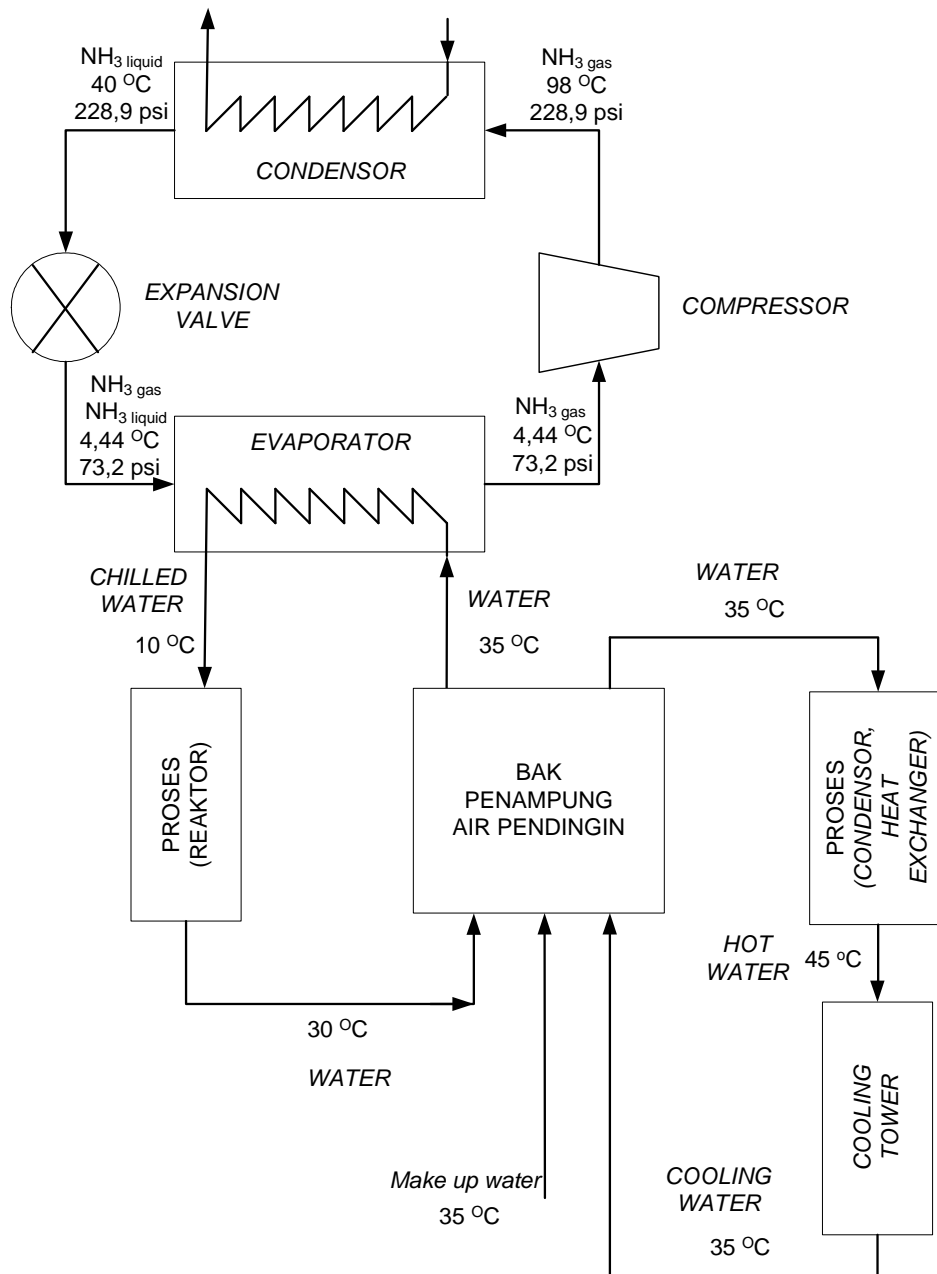 NH3 liquid
40 OC
228,9 psi
NH3 gas
98 OC
228,9 psi
CONDENSOR
EXPANSION
VALVE
COMPRESSOR
NH3 gas
NH3 liquid
4,44 OC
73,2 psi
EVAPORATOR
NH3 gas
4,44 OC
73,2 psi
CHILLED
WATER
10 OC
WATER
35 OC
WATER
35 OC
PROSES
(REAKTOR)
BAK
PENAMPUNG
AIR PENDINGIN
PROSES
(CONDENSOR,
HEAT
EXCHANGER)
30 OC
WATER
HOT
WATER
45 oC
COOLING
TOWER
Make up water
35 OC
COOLING
WATER
35 OC